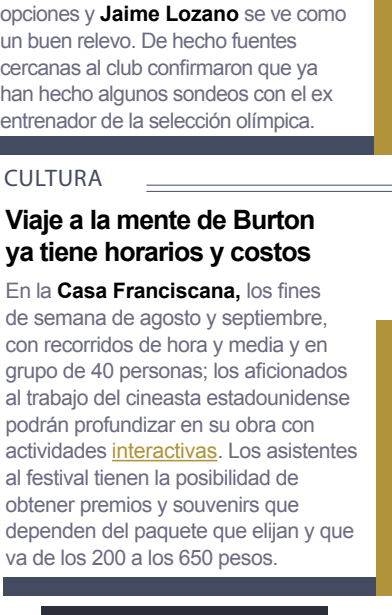 opciones y Jaime Lozano se ve como
un buen relevo. De hecho fuentes
cercanas al club confirmaron que ya
han hecho algunos sondeos con el ex
entrenador de la selección olímpica.
CULTURA
Viaje a la mente de Burton
ya tiene horarios y costos
En la Casa Franciscana, los fines
de semana de agosto y septiembre,
con recorridos de hora y media y en
grupo de 40 personas; los aficionados
al trabajo del cineasta estadounidense
podrán profundizar en su obra con
actividades interactivas. Los asistentes
al festival tienen la posibilidad de
obtener premios y souvenirs que
dependen del paquete que elijan y que
va de los 200 a los 650 pesos.